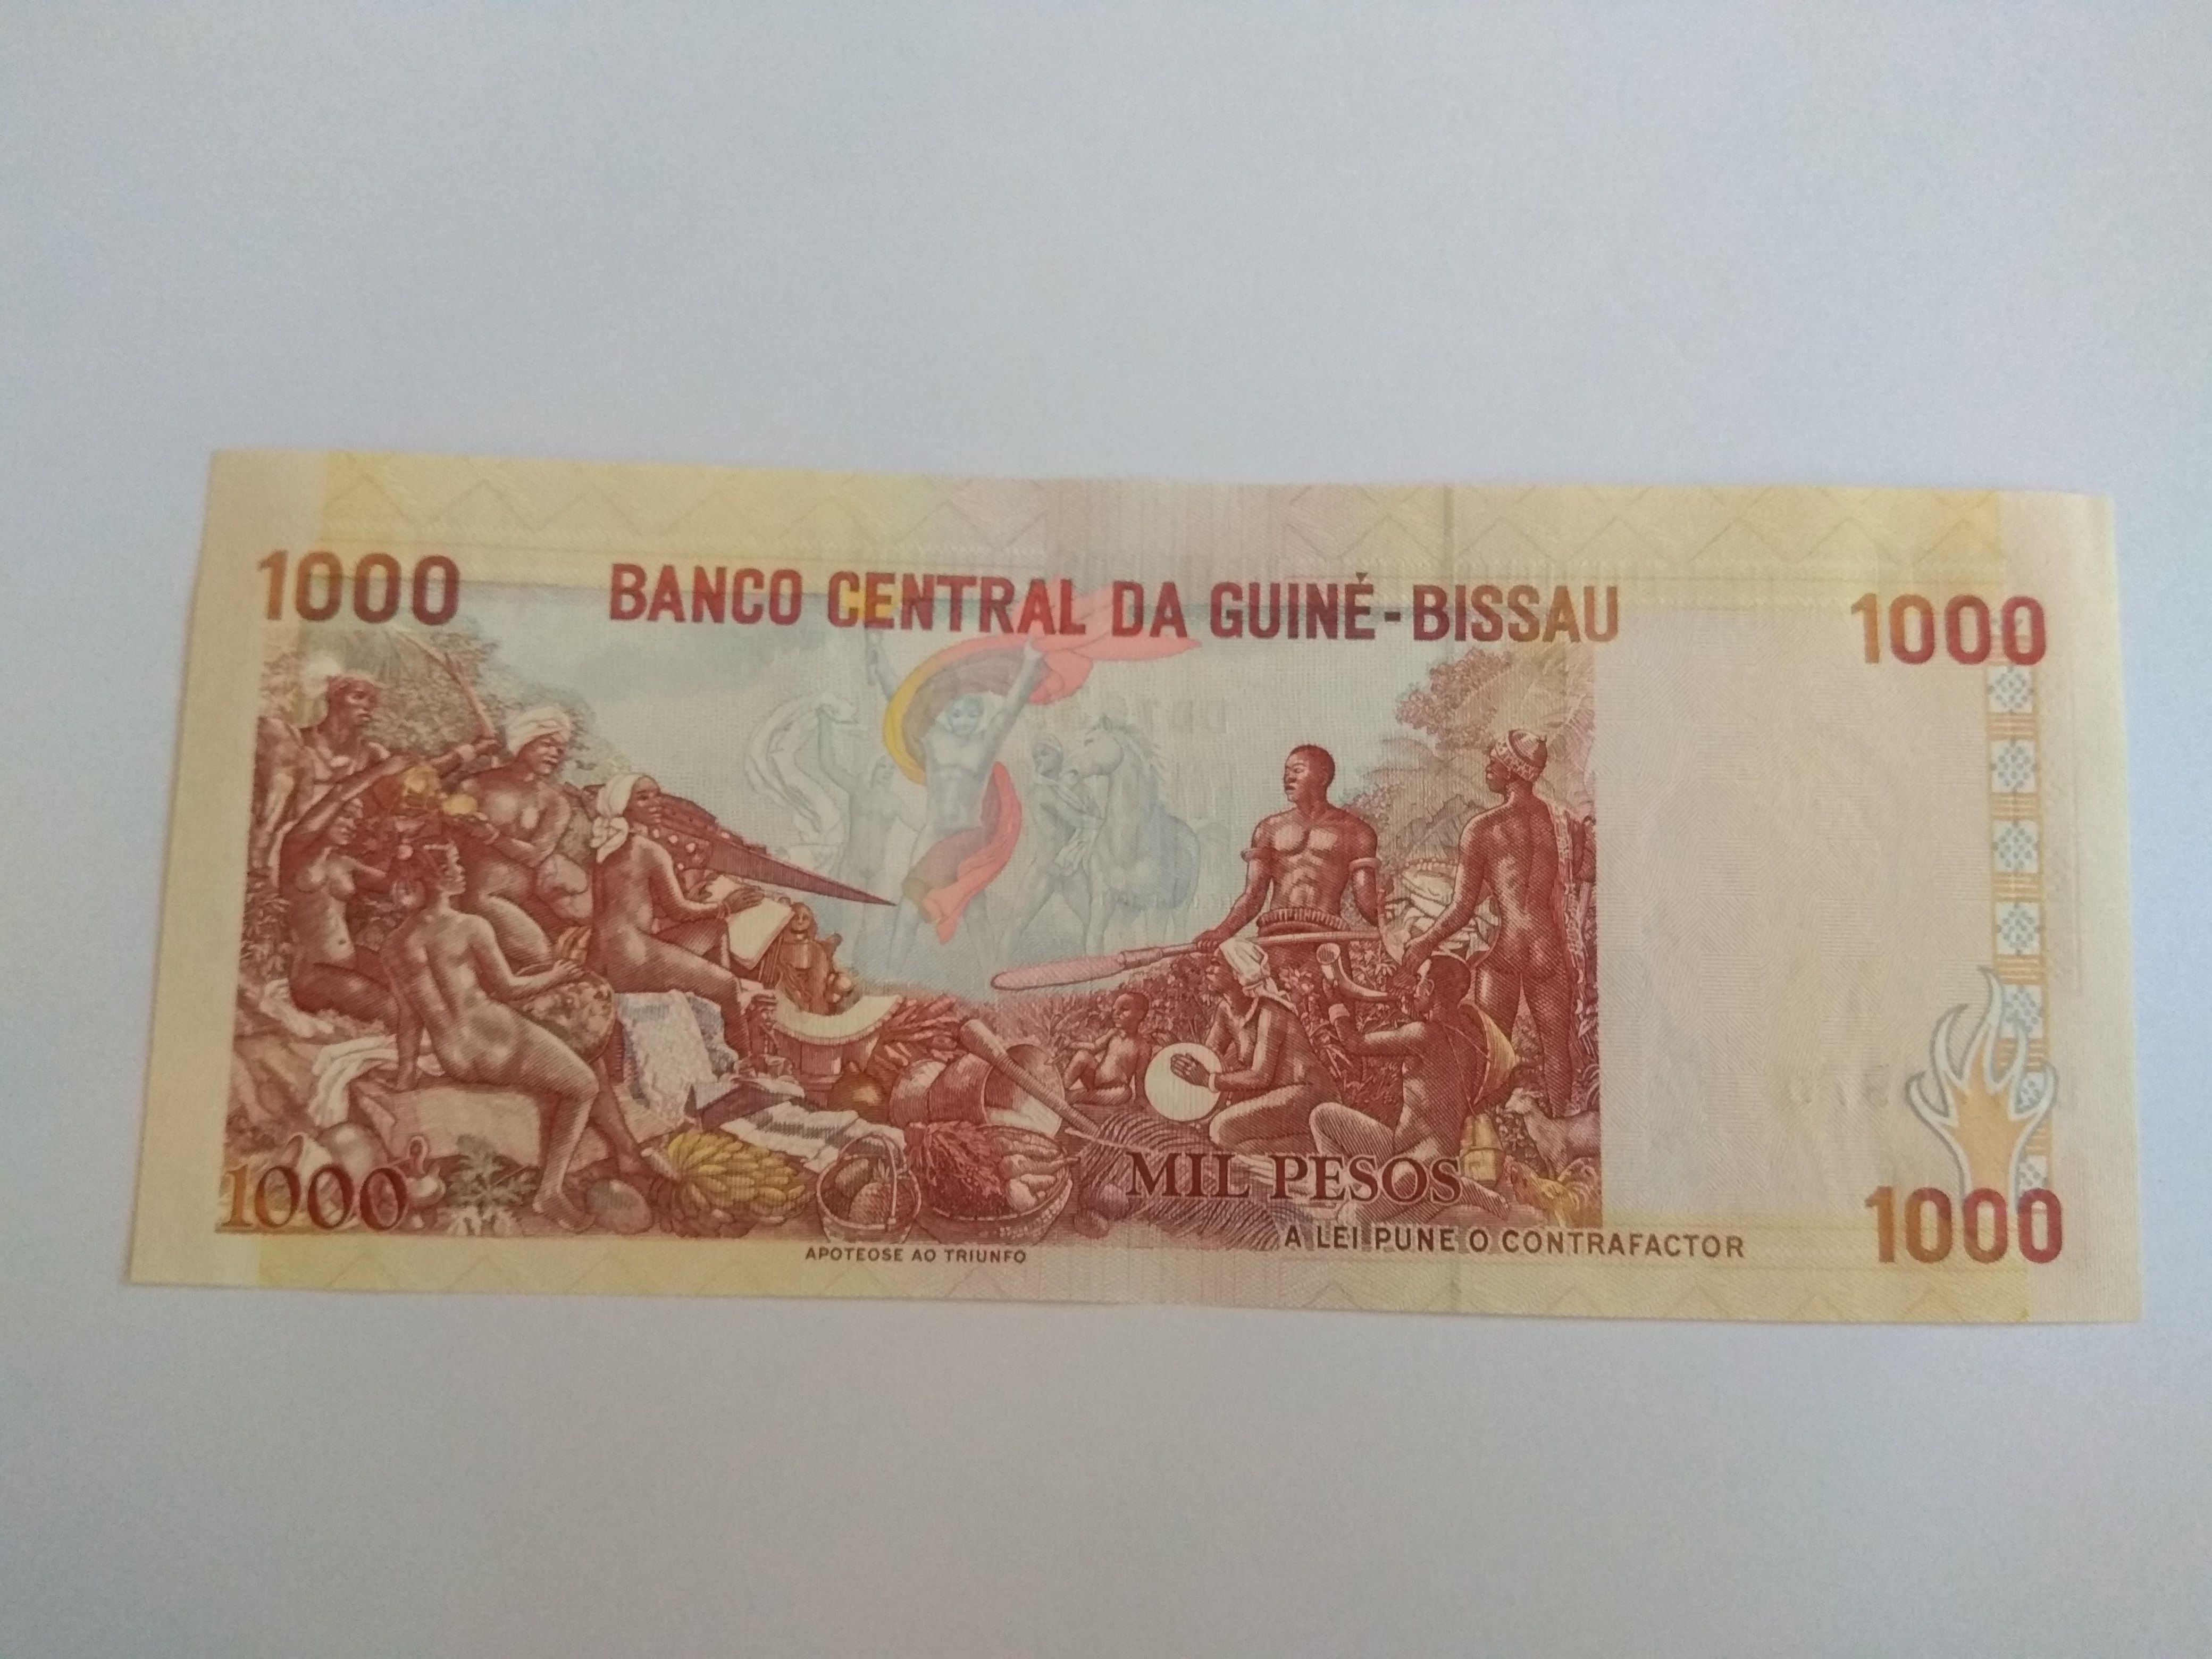 1000 BANCO CENTRAL DA GUINÉ-BISSAU 1000
1000 MIL PESOS 1000
A LEI PUNE O CONTRAFACTOR
APOTEOSE AO TRIUNFO